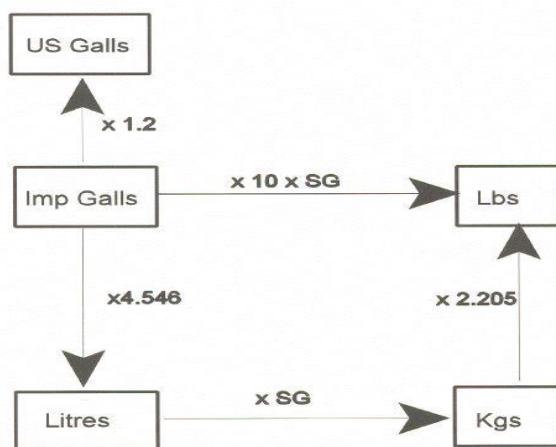 US Galls
x 1.2
Imp Galls
x 10 x SG
Lbs
x4.546
x 2.205
Litres
x SG
Kgs